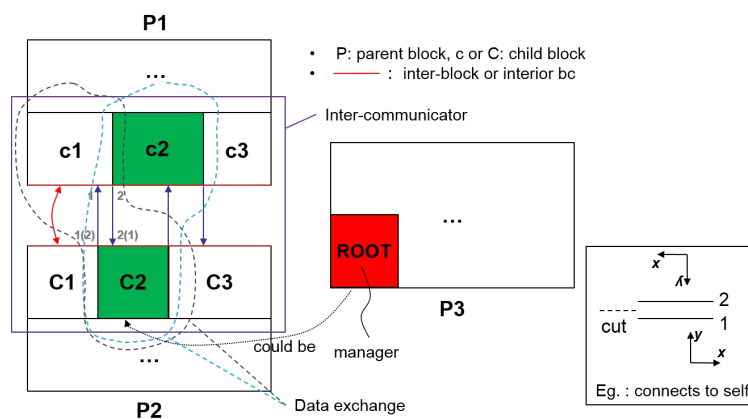 P1
• P: parent block, c or C: child block
• : inter-block or interior bc
...
Inter-communicator
c1 c2 c3
1 2
1(2) 2(1)
C1 C2 C3
...
P2
...
ROOT
P3
could be
manager
Data exchange
x
y
2
cut
1
y
x
Eg. : connects to self